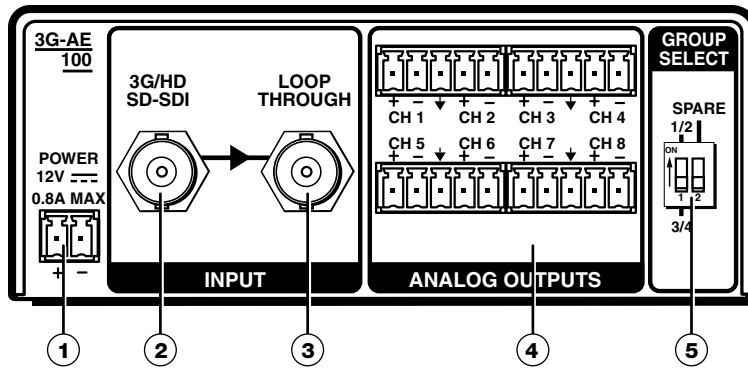 3G-AE
100
POWER
12V
0.8A MAX
+ –
3G/HD
SD-SDI
LOOP
THROUGH
INPUT
+ – + – + – + –
CH 1 CH 2 CH 3 CH 4
CH 5 CH 6 CH 7 CH 8
+ – + – + – + –
ANALOG OUTPUTS
GROUP
SELECT
SPARE
1/2
ON
1 2
3/4
1 2 3 4 5